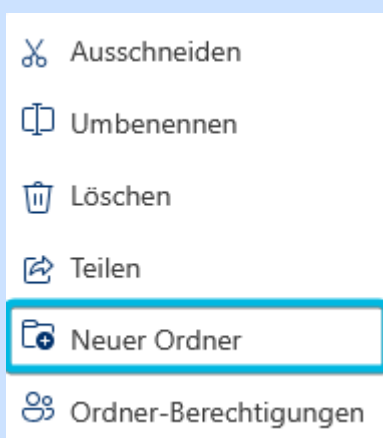 Ausschneiden
Umbenennen
Löschen
Teilen
Neuer Ordner
Ordner-Berechtigungen